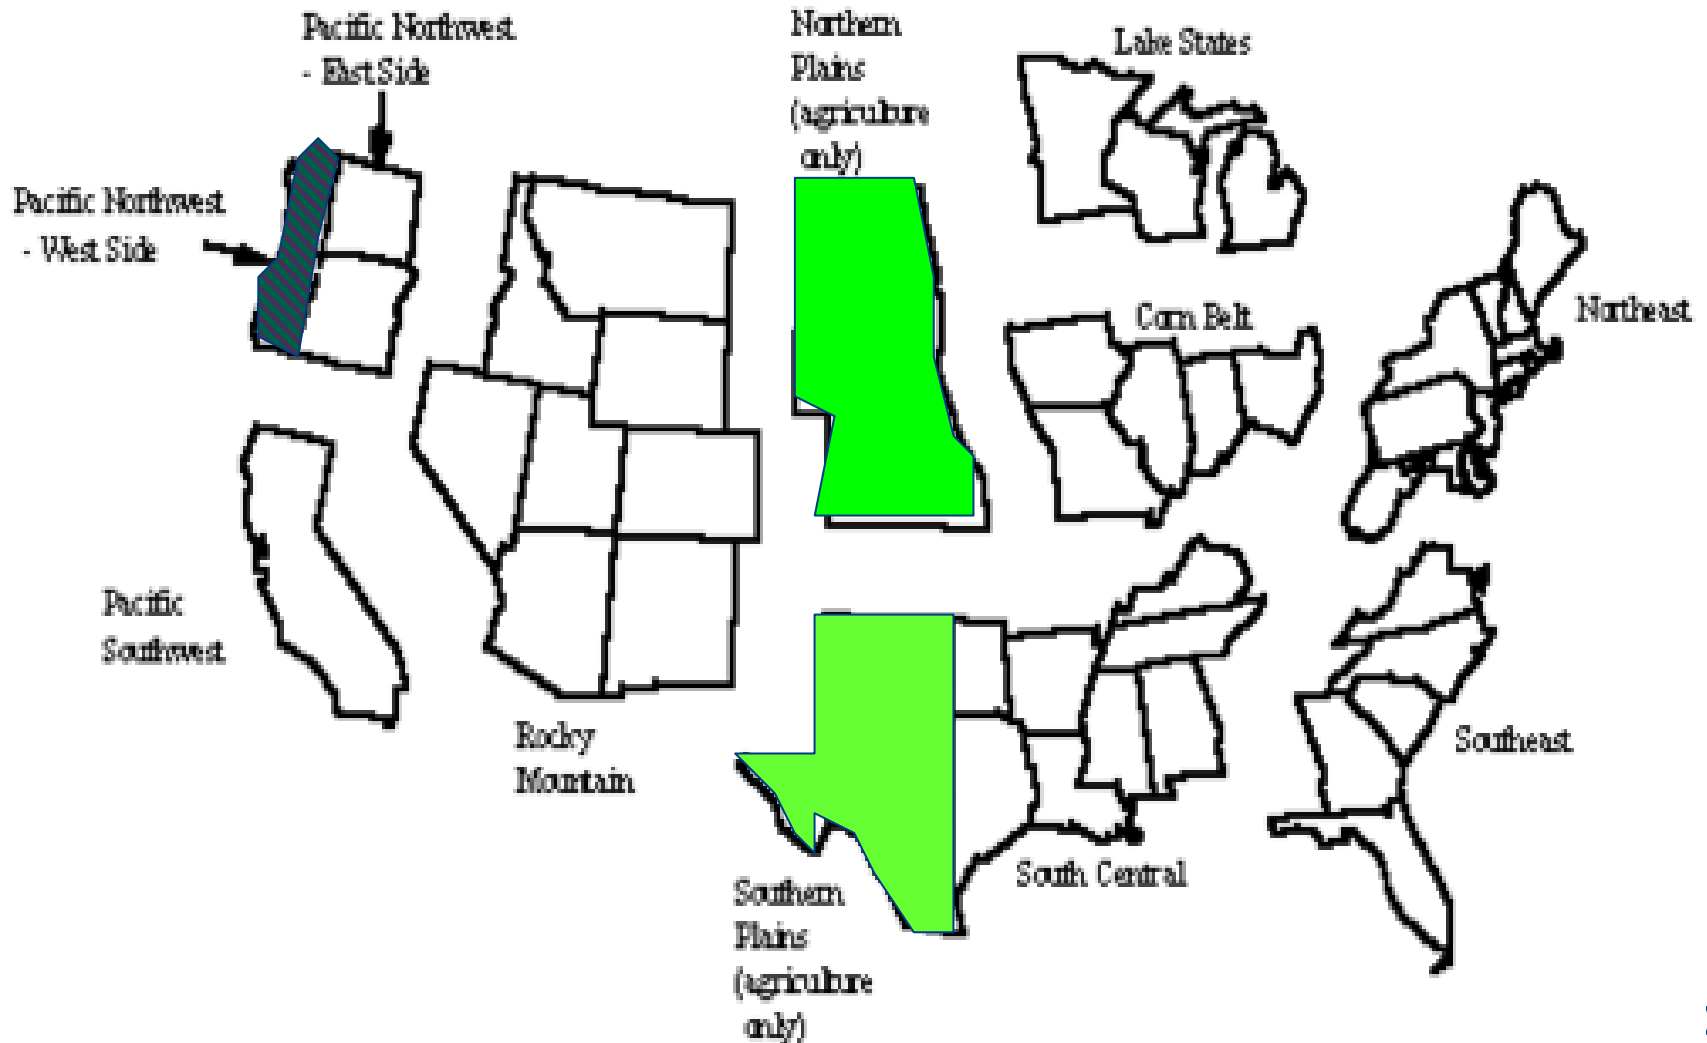 Pacific Northwest
- East Side
Northern
Plains
(agriculture
only)
Lake States
Pacific Northwest
- West Side
Corn Belt
Northeast
Pacific
Southwest
Rocky
Mountain
Southeast
South Central
Southern
Plains
(agriculture
only)